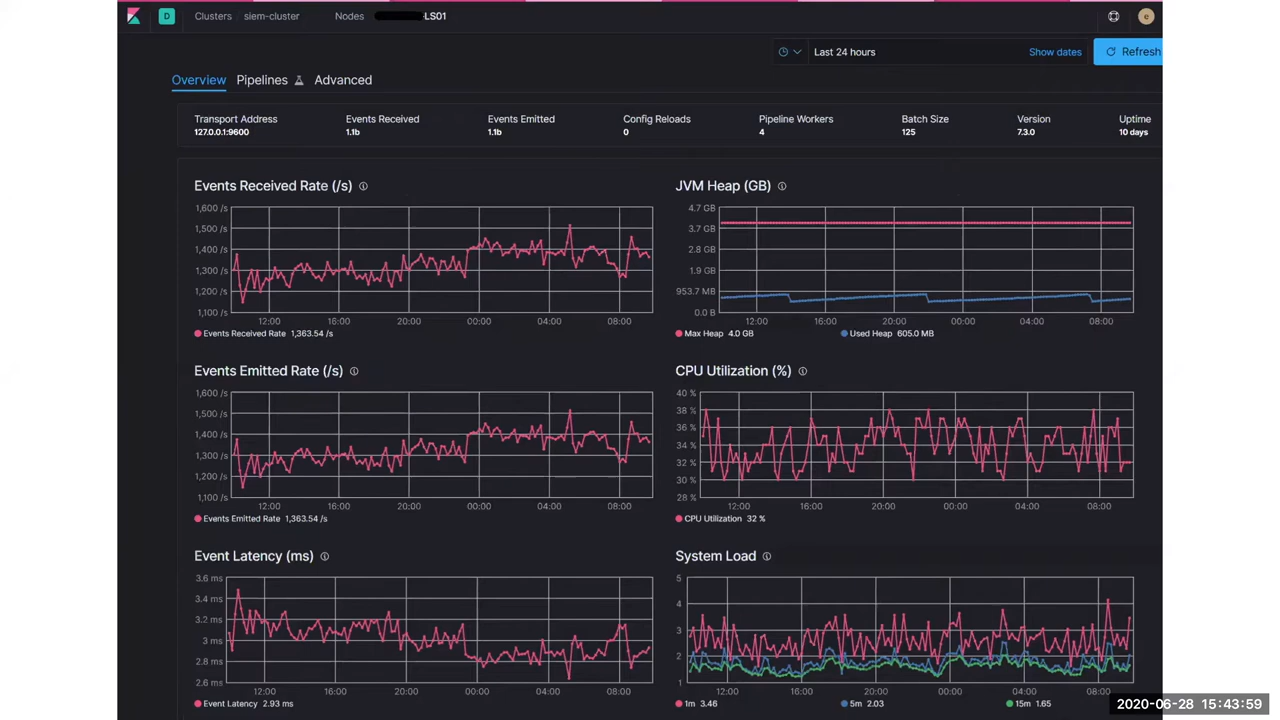 D Clusters siem-cluster Nodes LS01 e
Last 24 hours Show dates Refresh
Overview Pipelines Advanced
Transport Address Events Received Events Emitted Config Reloads Pipeline Workers Batch Size Version Uptime
127.0.0.1:9600 1.1b 1.1b 0 4 125 7.3.0 10 days
Events Received Rate (/s)
1,600 /s
1,500 /s
1,400 /s
1,300 /s
1,200 /s
1,100 /s
12:00 16:00 20:00 00:00 04:00 08:00
Events Received Rate 1,363.54 /s
JVM Heap (GB)
4.7 GB
3.7 GB
2.8 GB
1.9 GB
953.7 MB
0.0 B
12:00 16:00 20:00 00:00 04:00 08:00
Max Heap 4.0 GB Used Heap 605.0 MB
Events Emitted Rate (/s)
1,600 /s
1,500 /s
1,400 /s
1,300 /s
1,200 /s
1,100 /s
12:00 16:00 20:00 00:00 04:00 08:00
Events Emitted Rate 1,363.54 /s
CPU Utilization (%)
40 %
38 %
36 %
34 %
32 %
30 %
28 %
12:00 16:00 20:00 00:00 04:00 08:00
CPU Utilization 32 %
Event Latency (ms)
3.6 ms
3.4 ms
3.2 ms
3 ms
2.8 ms
2.6 ms
12:00 16:00 20:00 00:00 04:00 08:00
Event Latency 2.93 ms
System Load
5
4
3
2
1
12:00 16:00 20:00 00:00 04:00 08:00
1m 3.46 5m 2.03 15m 1.65
2020-06-28 15:43:59